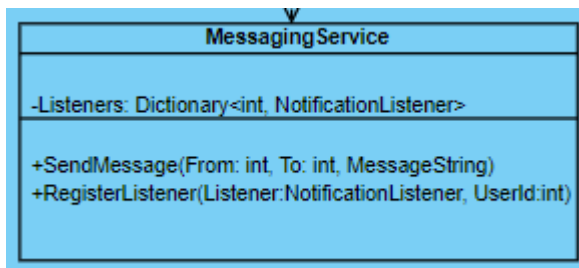 MessagingService
-Listeners: Dictionary<int, NotificationListener>
+SendMessage(From: int, To: int, MessageString)
+RegisterListener(Listener:NotificationListener, UserId:int)